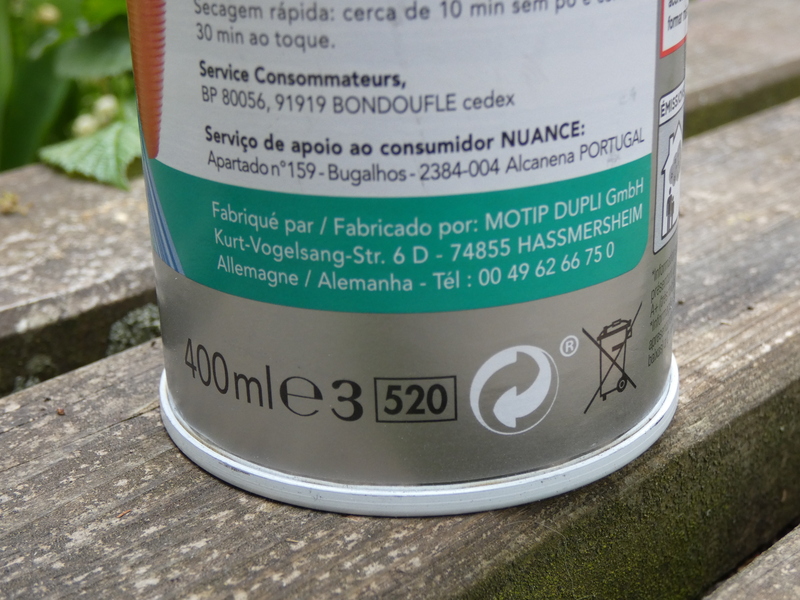 Secagem rápida: cerca de 10 min sem pó e
30 min ao toque.
Service Consommateurs,
BP 80056, 91919 BONDOUFLE cedex
Serviço de apoio ao consumidor NUANCE:
Apartado n°159 - Bugalhos - 2384-004 Alcanena PORTUGAL
Fabriqué par / Fabricado por: MOTIP DUPLI GmbH
Kurt-Vogelsang-Str. 6 D - 74855 HASSMERSHEIM
Allemagne / Alemanha - Tél : 00 49 62 66 75 0
400 ml ℮ 3 520 ®